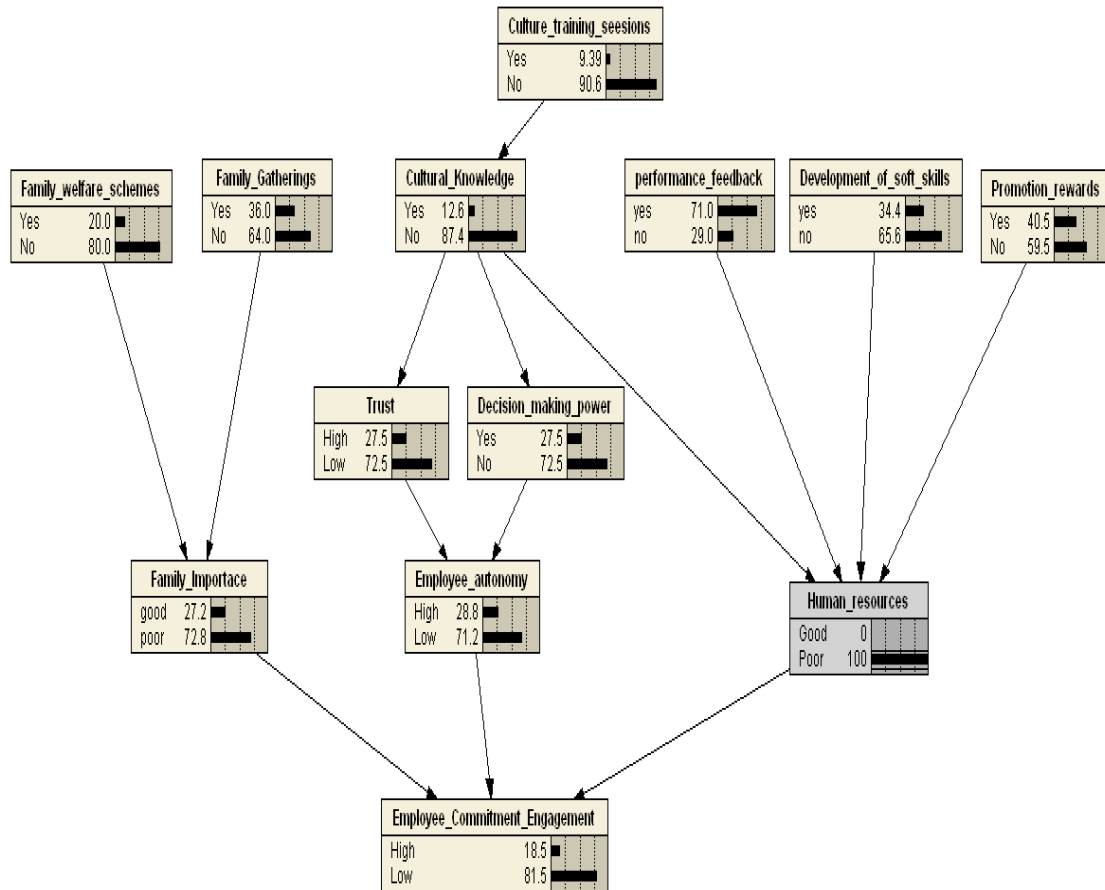 Culture_training_seesions
Yes 9.39
No 90.6
Family_welfare_schemes
Yes 20.0
No 80.0
Family_Gatherings
Yes 36.0
No 64.0
Cultural_Knowledge
Yes 12.6
No 87.4
performance_feedback
yes 71.0
no 29.0
Development_of_soft_skills
yes 34.4
no 65.6
Promotion_rewards
Yes 40.5
No 59.5
Trust
High 27.5
Low 72.5
Decision_making_power
Yes 27.5
No 72.5
Family_Importace
good 27.2
poor 72.8
Employee_autonomy
High 28.8
Low 71.2
Human_resources
Good 0
Poor 100
Employee_Commitment_Engagement
High 18.5
Low 81.5